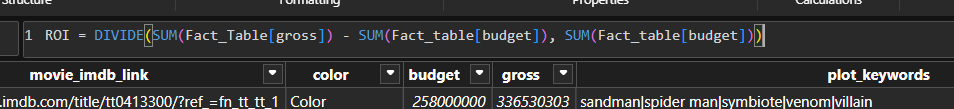 Structure Formatting Properties Calculations
1 ROI = DIVIDE(SUM(Fact_Table[gross]) - SUM(Fact_table[budget]), SUM(Fact_table[budget]))
movie_imdb_link color budget gross plot_keywords
.imdb.com/title/tt0413300/?ref_=fn_tt_tt_1 Color 258000000 336530303 sandman|spider man|symbiote|venom|villain